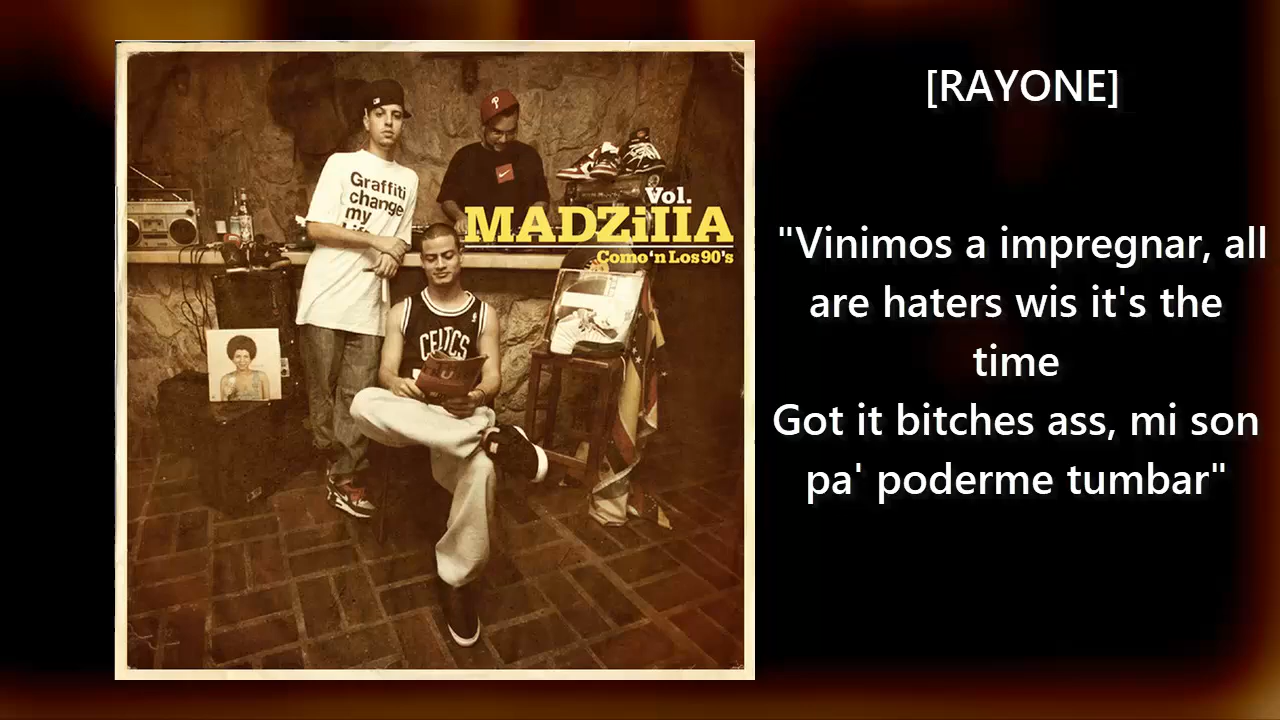 Graffiti
change
my
Vol.
MADZiIIA
Como‘n Los 90's
CELTCS
[RAYONE]
"Vinimos a impregnar, all
are haters wis it's the
time
Got it bitches ass, mi son
pa' poderme tumbar"